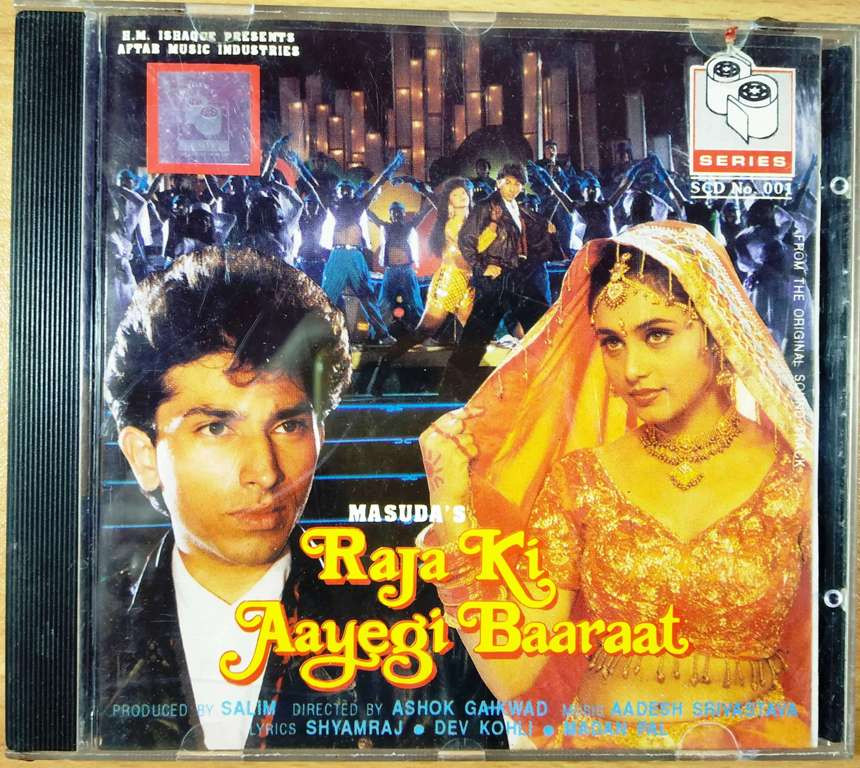 H.M. ISHAQUE PRESENTS
AFTAB MUSIC INDUSTRIES
SERIES
SCD No. 001
FROM THE ORIGINAL
MASUDA'S
Raja Ki
Aayegi Baaraat
PRODUCED BY SALIM DIRECTED BY ASHOK GAIKWAD MUSIC AADESH SRIVASTAVA
LYRICS SHYAMRAJ ● DEV KOHLI ● MADAN PAL